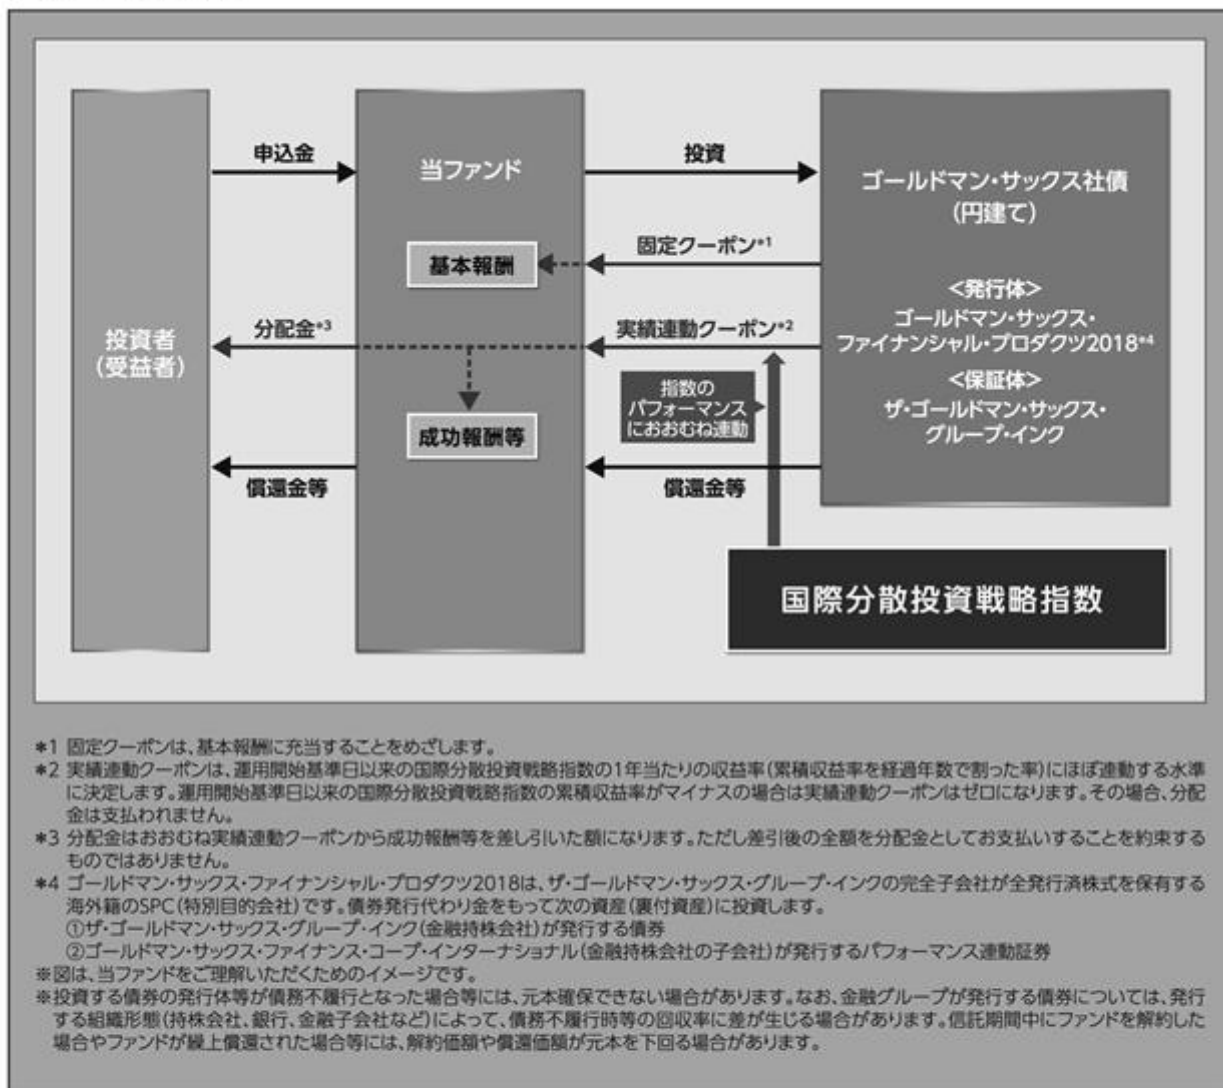 申込金
投資
当ファンド
ゴールドマン・サックス社債
（円建て）
固定クーポン*1
基本報酬
<発行体>
ゴールドマン・サックス・
ファイナンシャル・プロダクツ2018*4
分配金*3
実績連動クーポン*2
投資者
（受益者）
<保証体>
ザ・ゴールドマン・サックス・
グループ・インク
指数の
パフォーマンス
におおむね連動
成功報酬等
償還金等
償還金等
国際分散投資戦略指数
*1 固定クーポンは、基本報酬に充当することをめざします。
*2 実績連動クーポンは、運用開始基準日以来の国際分散投資戦略指数の1年当たりの収益率（累積収益率を経過年数で割った率）にほぼ連動する水準
に決定します。運用開始基準日以来の国際分散投資戦略指数の累積収益率がマイナスの場合は実績連動クーポンはゼロになります。その場合、分配
金は支払われません。
*3 分配金はおおむね実績連動クーポンから成功報酬等を差し引いた額になります。ただし差引後の全額を分配金としてお支払いすることを約束する
ものではありません。
*4 ゴールドマン・サックス・ファイナンシャル・プロダクツ2018は、ザ・ゴールドマン・サックス・グループ・インクの完全子会社が全発行済株式を保有する
海外籍のSPC（特別目的会社）です。債券発行代わり金をもって次の資産（裏付資産）に投資します。
①ザ・ゴールドマン・サックス・グループ・インク（金融持株会社）が発行する債券
②ゴールドマン・サックス・ファイナンス・コープ・インターナショナル（金融持株会社の子会社）が発行するパフォーマンス連動証券
※図は、当ファンドをご理解いただくためのイメージです。
※投資する債券の発行体等が債務不履行となった場合等には、元本確保できない場合があります。なお、金融グループが発行する債券については、発行
する組織形態（持株会社、銀行、金融子会社など）によって、債務不履行時等の回収率に差が生じる場合があります。信託期間中にファンドを解約した
場合やファンドが繰上償還された場合等には、解約価額や償還価額が元本を下回る場合があります。